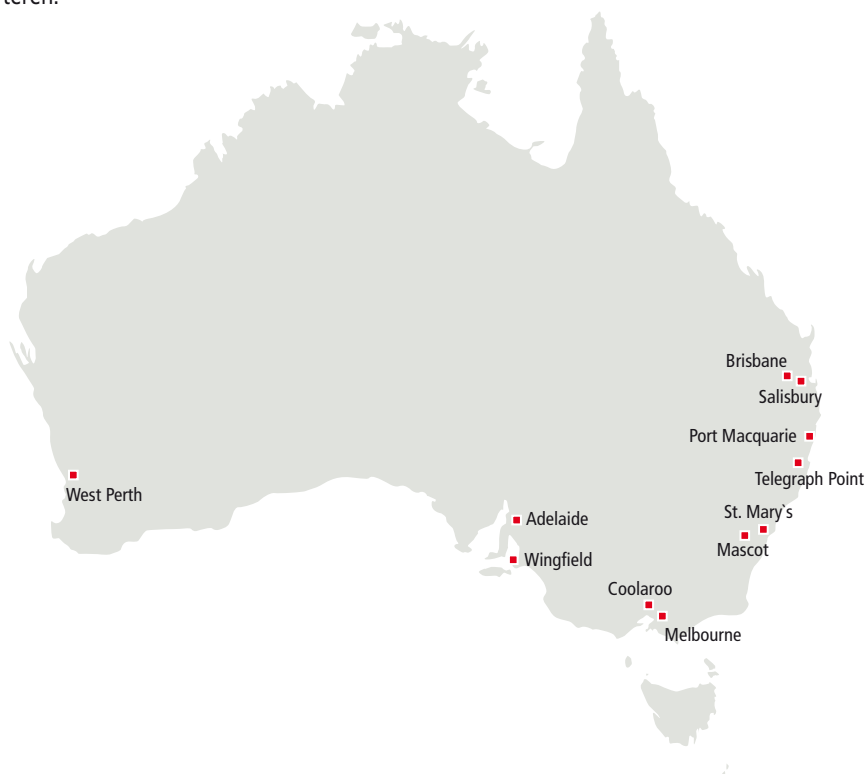 teren.
Brisbane
Salisbury
Port Macquarie
Telegraph Point
West Perth
St. Mary`s
Adelaide
Mascot
Wingfield
Coolaroo
Melbourne